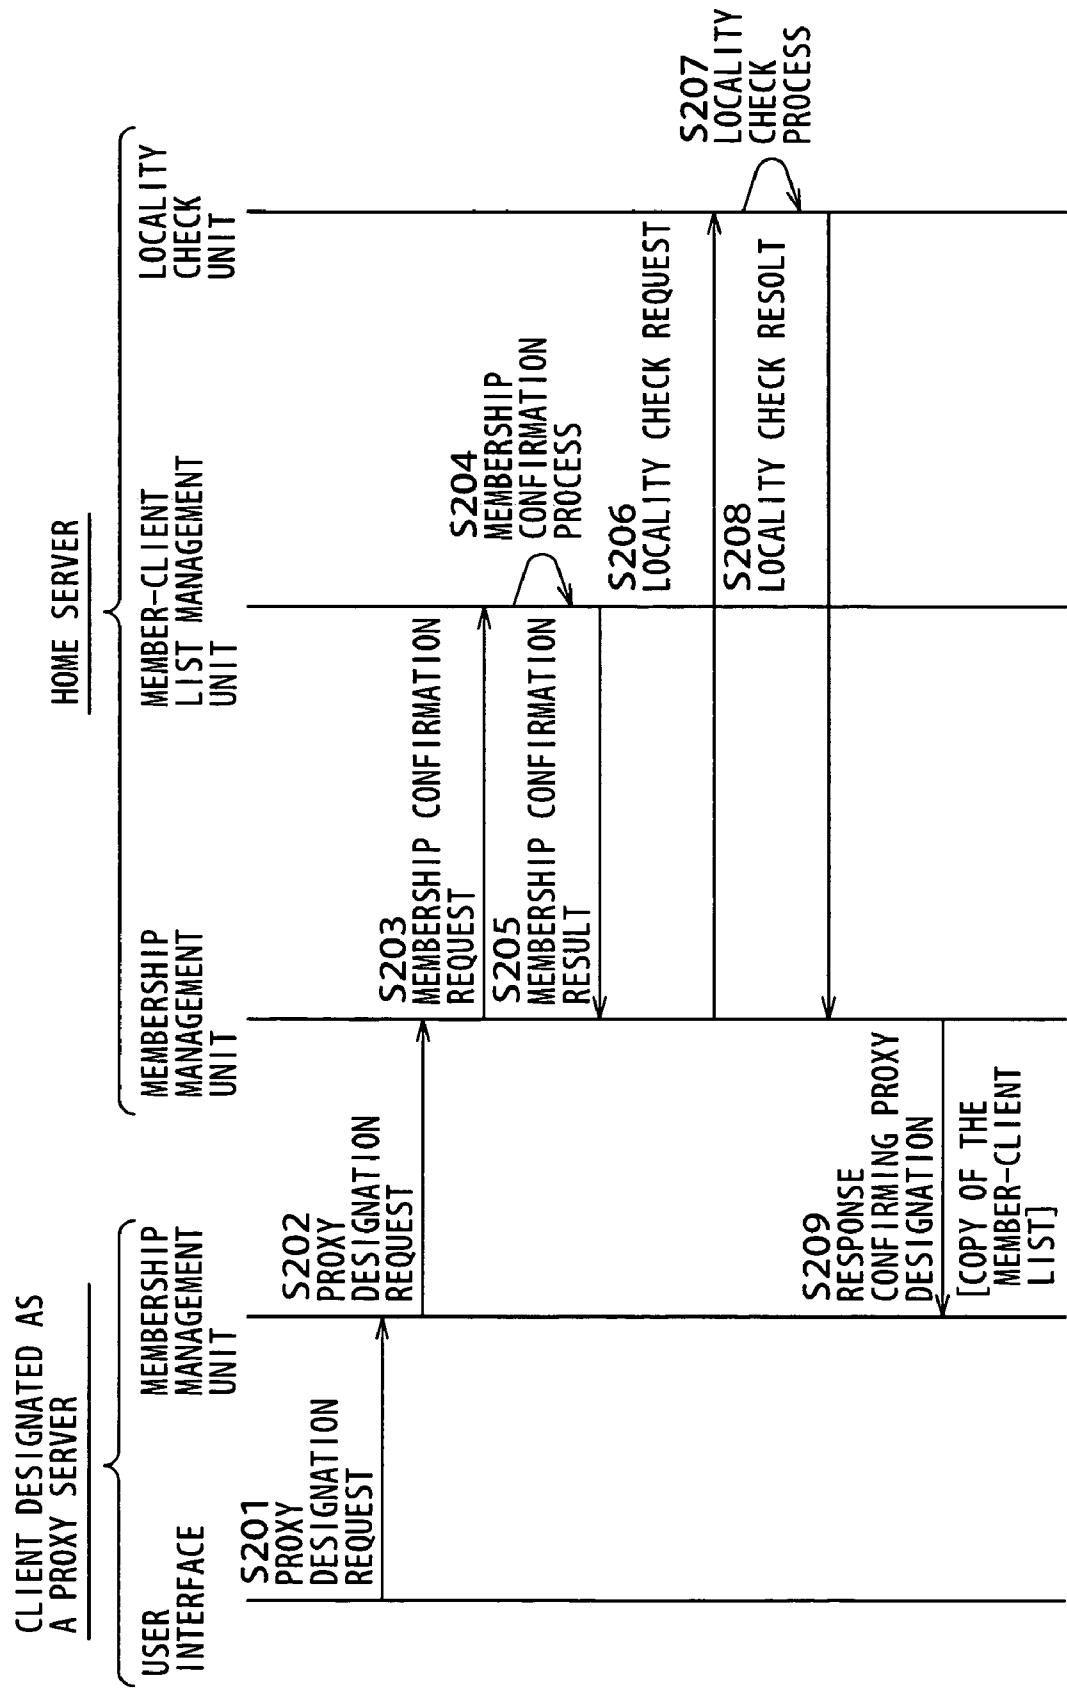 CLIENT DESIGNATED AS
A PROXY SERVER
HOME SERVER
USER
INTERFACE
MEMBERSHIP
MANAGEMENT
UNIT
MEMBERSHIP
MANAGEMENT
UNIT
MEMBER-CLIENT
LIST MANAGEMENT
UNIT
LOCALITY
CHECK
UNIT
S201
PROXY
DESIGNATION
REQUEST
S202
PROXY
DESIGNATION
REQUEST
S203
MEMBERSHIP CONFIRMATION
REQUEST
S204
MEMBERSHIP
CONFIRMATION
PROCESS
S205
MEMBERSHIP CONFIRMATION
RESULT
S206
LOCALITY CHECK REQUEST
S207
LOCALITY
CHECK
PROCESS
S208
LOCALITY CHECK RESOLT
S209
RESPONSE
CONFIRMING PROXY
DESIGNATION
[COPY OF THE
MEMBER-CLIENT
LIST]